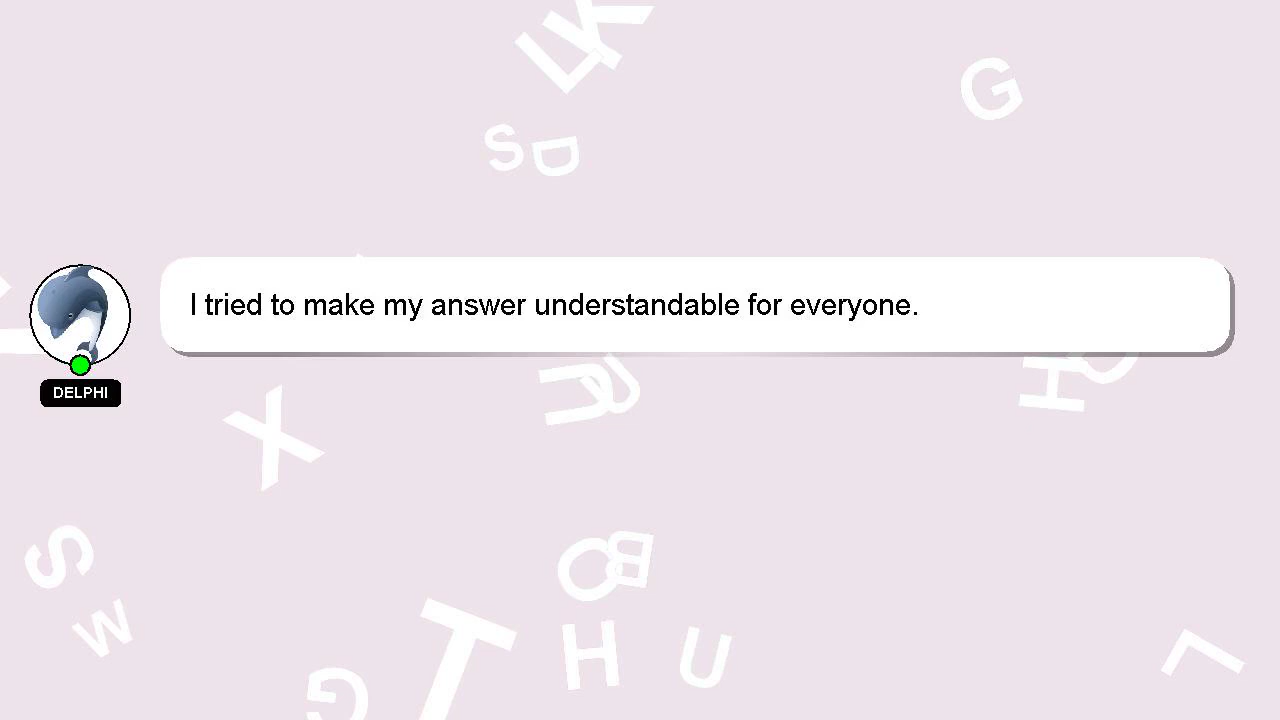 I tried to make my answer understandable for everyone.
DELPHI
L
K
G
S
D
U
U
H
X
S
W
C
B
T
H
U
G
L